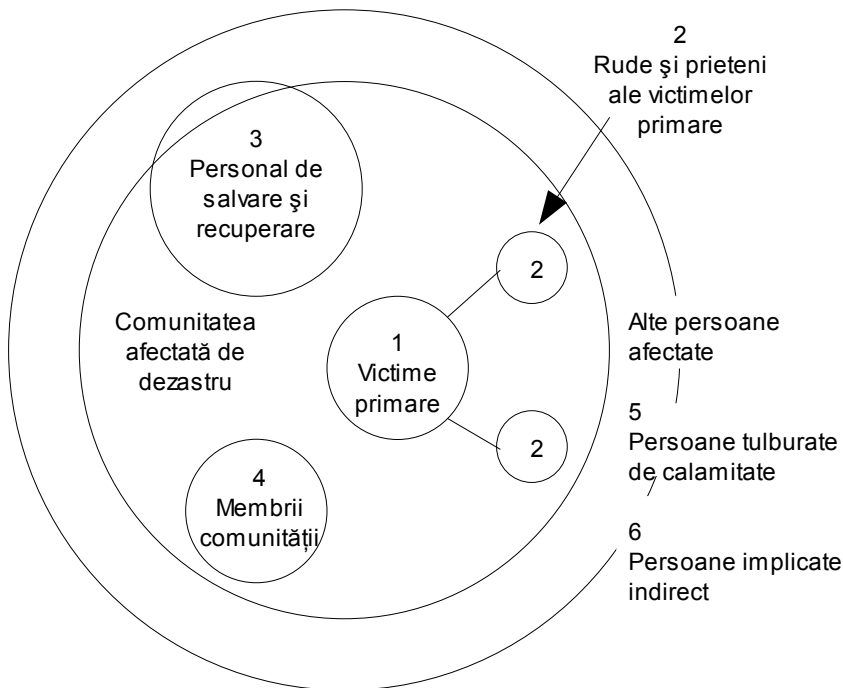 2
Rude şi prieteni
ale victimelor
primare
3
Personal de
salvare şi
recuperare
2
Comunitatea
afectată de
dezastru
1
Victime
primare
Alte persoane
afectate
2
4
Membrii
comunităţii
5
Persoane tulburate
de calamitate
6
Persoane implicate
indirect